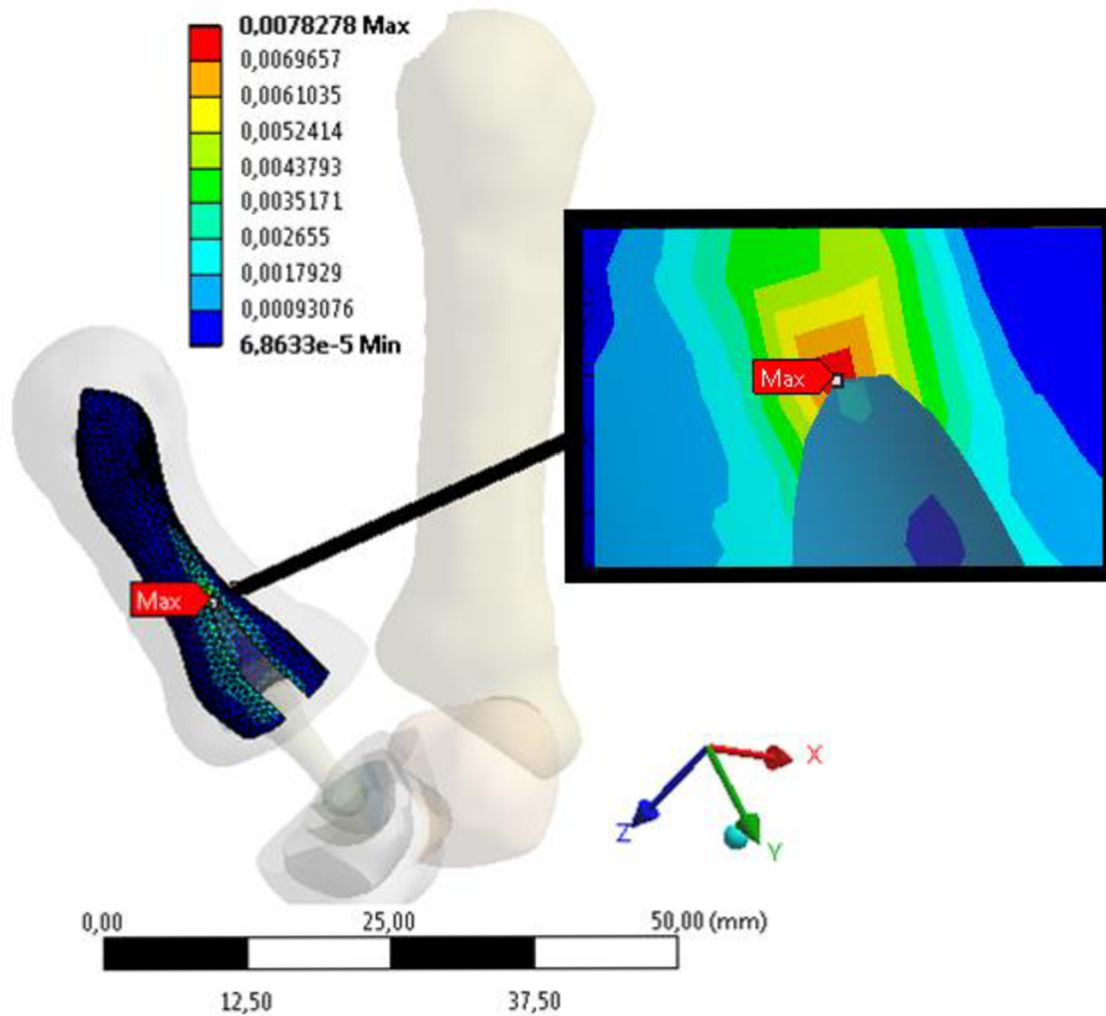 0,0078278 Max
0,0069657
0,0061035
0,0052414
0,0043793
0,0035171
0,002655
0,0017929
0,00093076
6,8633e-5 Min
Max
Max
X
Z
Y
0,00
25,00
50,00 (mm)
12,50
37,50